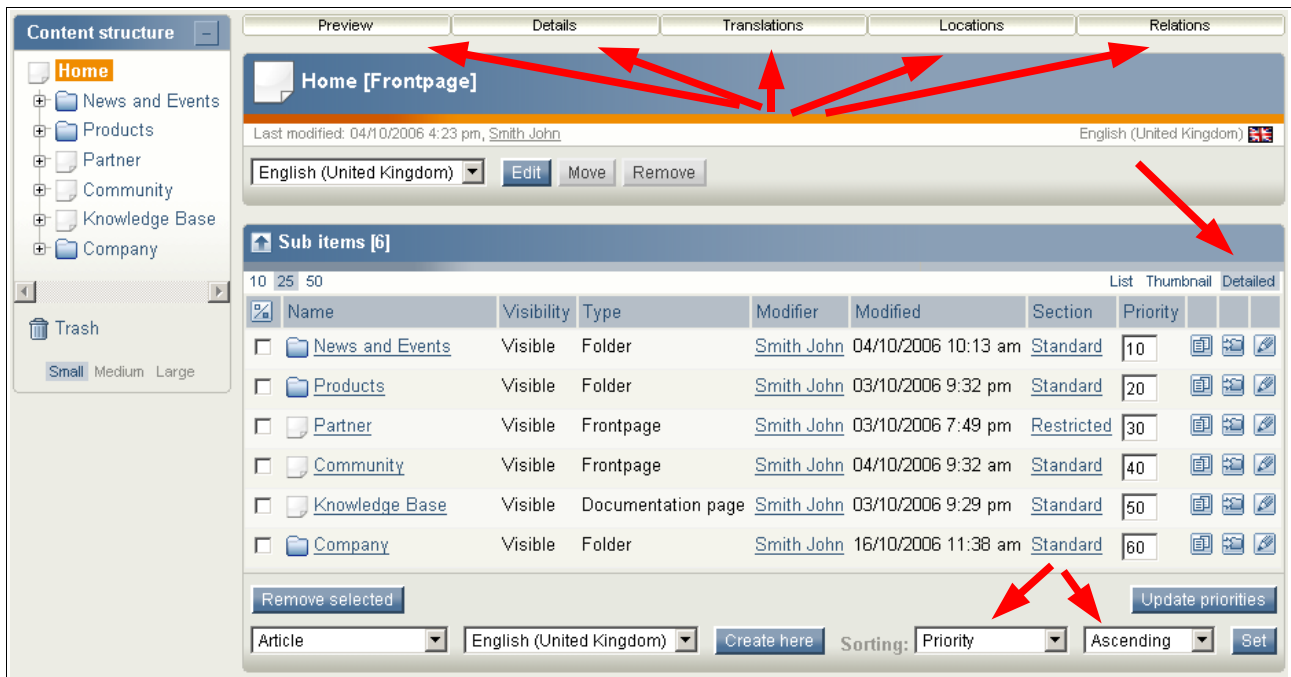 Content structure
Home
News and Events
Products
Partner
Community
Knowledge Base
Company
Trash
Small Medium Large
Preview Details Translations Locations Relations
Home [Frontpage]
Last modified: 04/10/2006 4:23 pm, Smith John English (United Kingdom)
English (United Kingdom) Edit Move Remove
Sub items [6]
10 25 50 List Thumbnail Detailed
Name Visibility Type Modifier Modified Section Priority
News and Events Visible Folder Smith John 04/10/2006 10:13 am Standard 10
Products Visible Folder Smith John 03/10/2006 9:32 pm Standard 20
Partner Visible Frontpage Smith John 03/10/2006 7:49 pm Restricted 30
Community Visible Frontpage Smith John 04/10/2006 9:32 am Standard 40
Knowledge Base Visible Documentation page Smith John 03/10/2006 9:29 pm Standard 50
Company Visible Folder Smith John 16/10/2006 11:38 am Standard 60
Remove selected Update priorities
Article English (United Kingdom) Create here Sorting: Priority Ascending Set